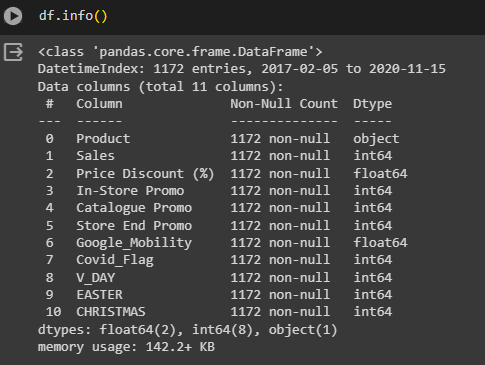 df.info()
<class 'pandas.core.frame.DataFrame'>
DatetimeIndex: 1172 entries, 2017-02-05 to 2020-11-15
Data columns (total 11 columns):
 #   Column              Non-Null Count  Dtype
---  ------              --------------  -----
 0   Product             1172 non-null   object
 1   Sales               1172 non-null   int64
 2   Price Discount (%)  1172 non-null   float64
 3   In-Store Promo      1172 non-null   int64
 4   Catalogue Promo     1172 non-null   int64
 5   Store End Promo     1172 non-null   int64
 6   Google_Mobility     1172 non-null   float64
 7   Covid_Flag          1172 non-null   int64
 8   V_DAY               1172 non-null   int64
 9   EASTER              1172 non-null   int64
 10  CHRISTMAS           1172 non-null   int64
dtypes: float64(2), int64(8), object(1)
memory usage: 142.2+ KB